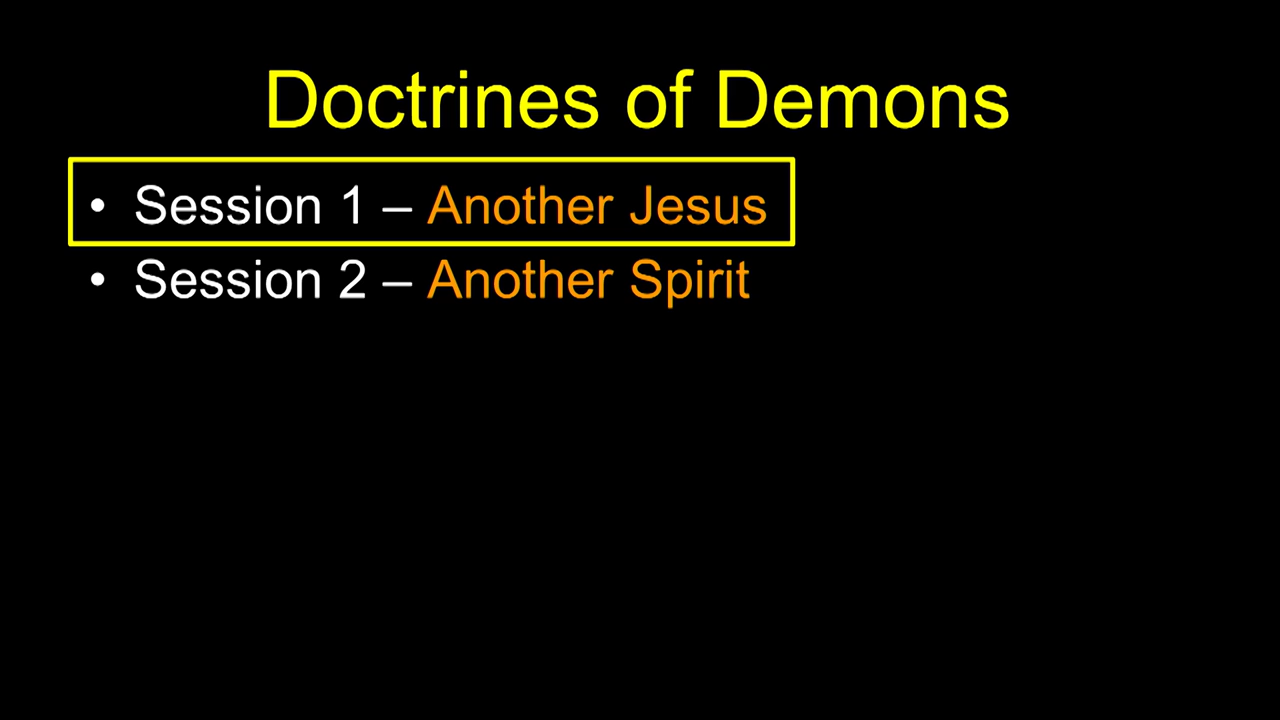 Doctrines of Demons
• Session 1 – Another Jesus
• Session 2 – Another Spirit